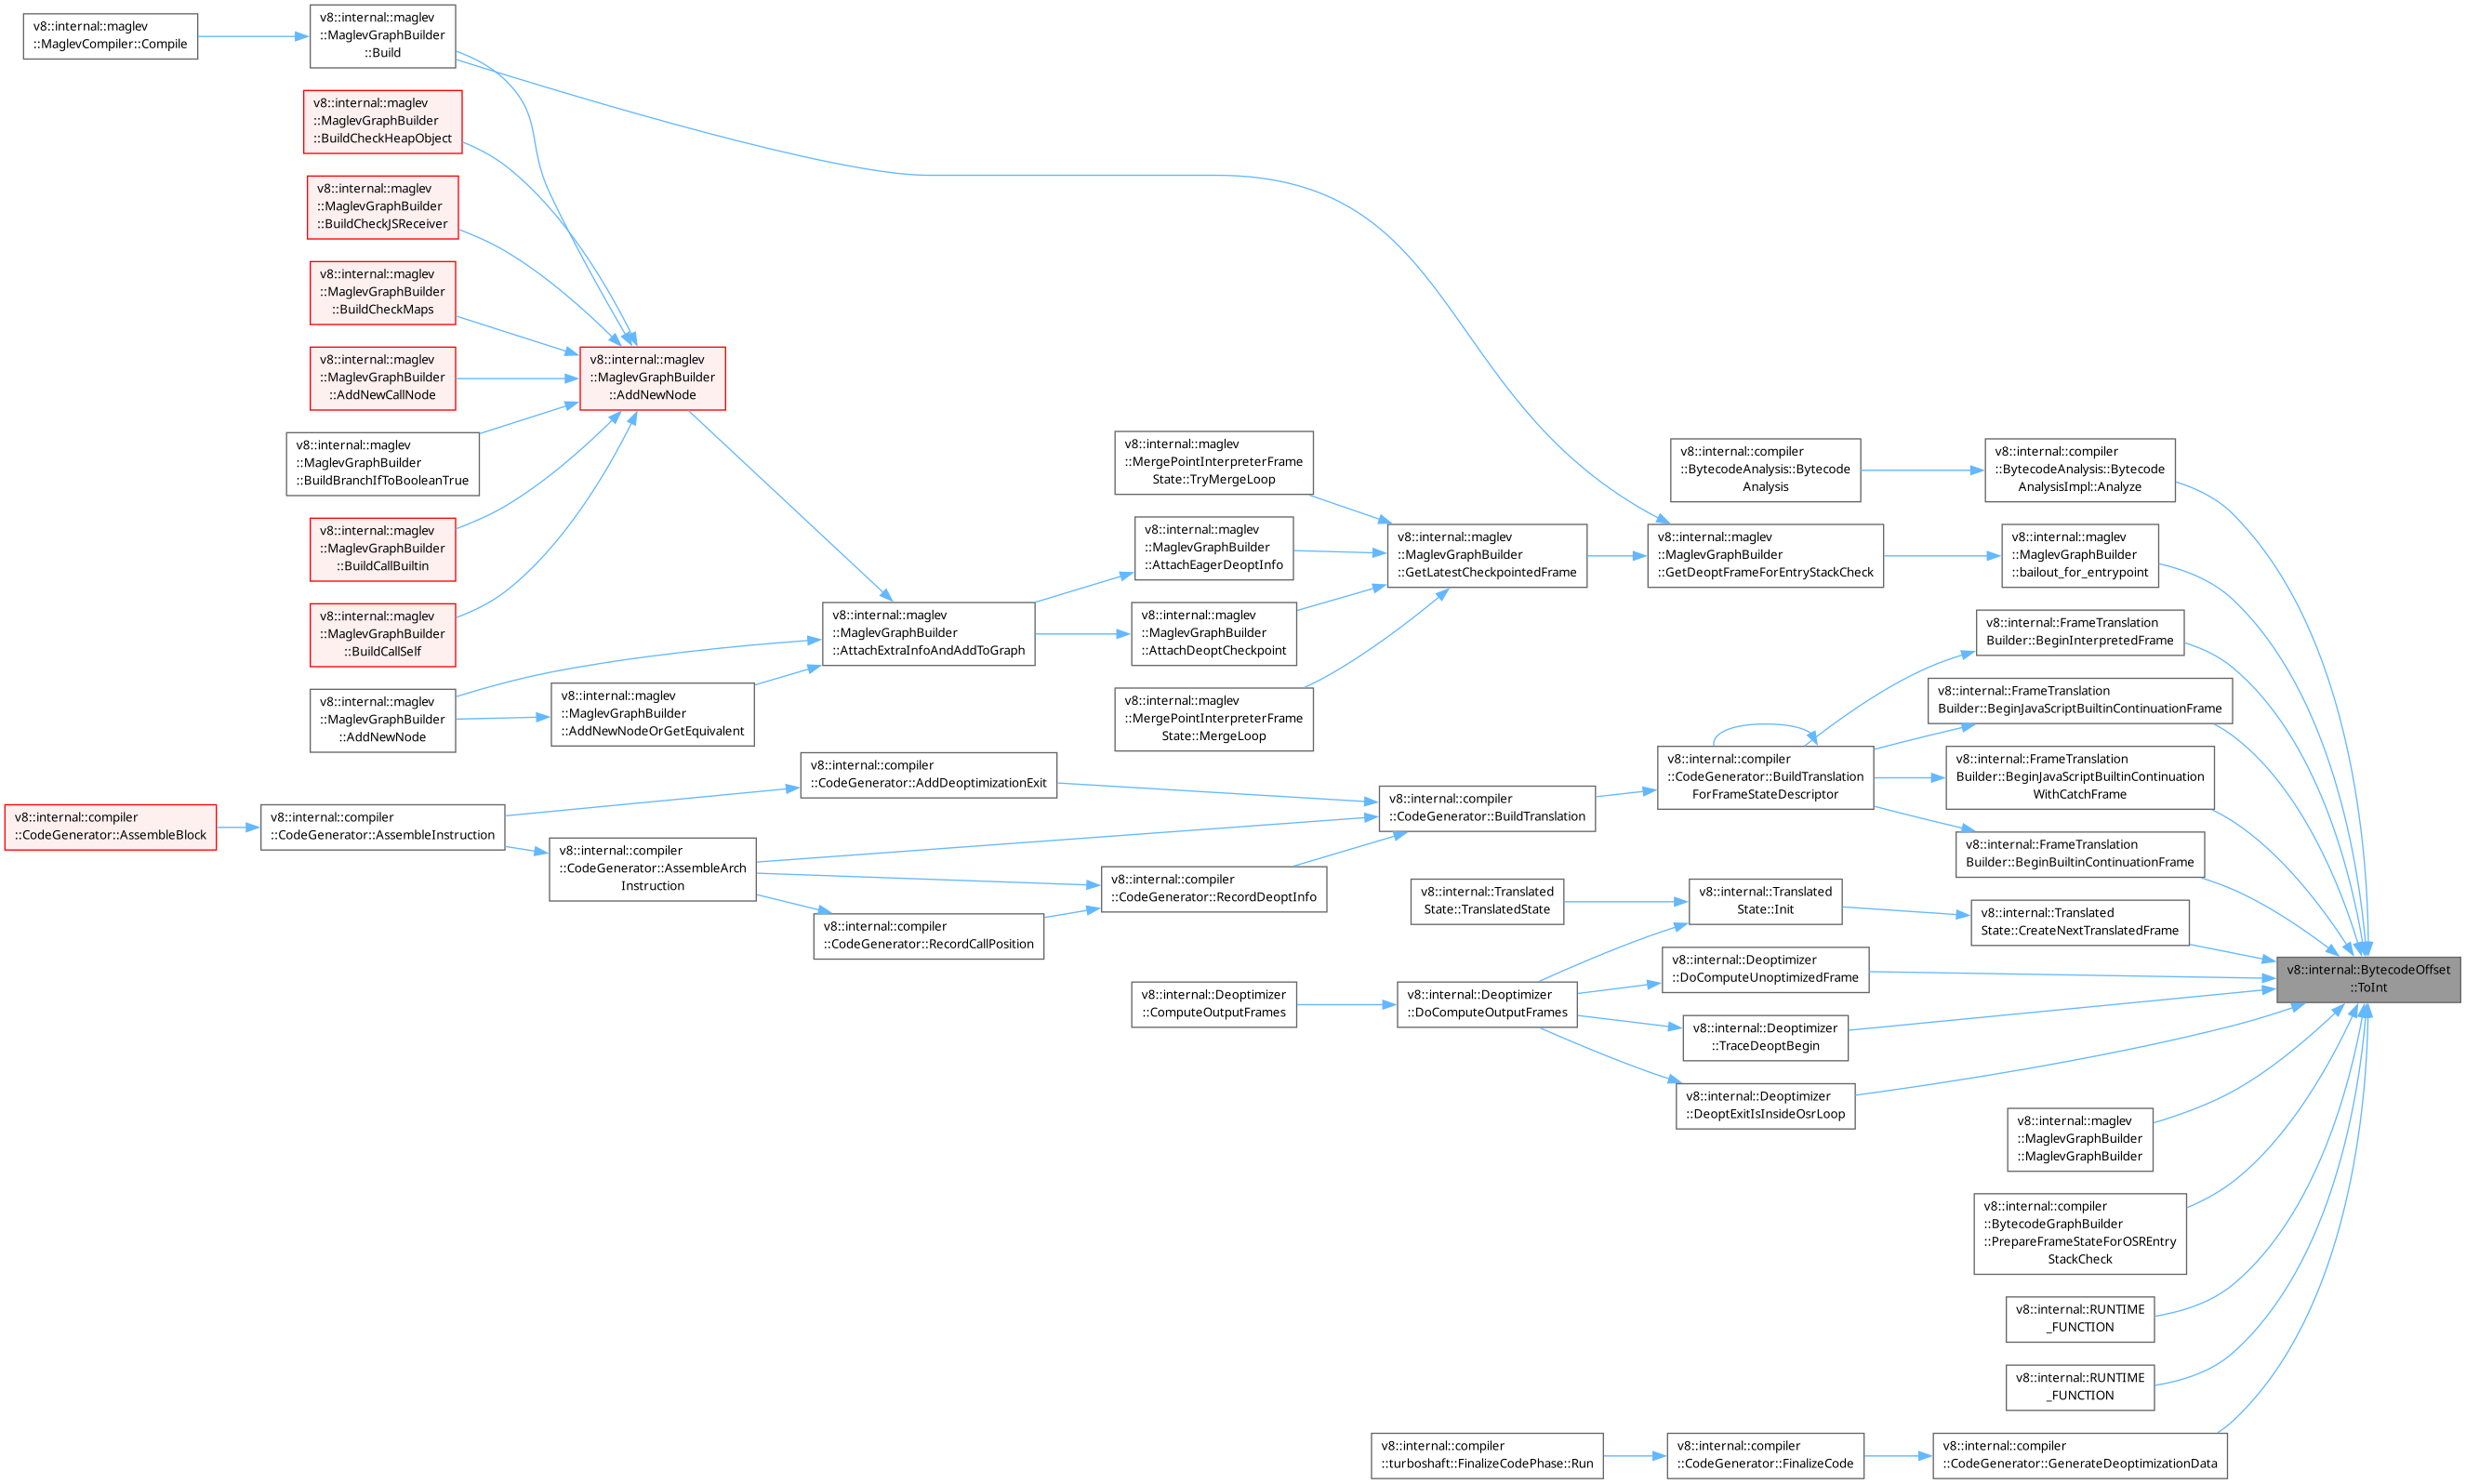 v8::internal::maglev
::MaglevCompiler::Compile
v8::internal::maglev
::MaglevGraphBuilder
::Build
v8::internal::maglev
::MaglevGraphBuilder
::BuildCheckHeapObject
v8::internal::maglev
::MaglevGraphBuilder
::BuildCheckJSReceiver
v8::internal::maglev
::MaglevGraphBuilder
::BuildCheckMaps
v8::internal::maglev
::MaglevGraphBuilder
::AddNewCallNode
v8::internal::maglev
::MaglevGraphBuilder
::BuildBranchIfToBooleanTrue
v8::internal::maglev
::MaglevGraphBuilder
::BuildCallBuiltin
v8::internal::maglev
::MaglevGraphBuilder
::BuildCallSelf
v8::internal::maglev
::MaglevGraphBuilder
::AddNewNode
v8::internal::maglev
::MaglevGraphBuilder
::AddNewNode
v8::internal::maglev
::MaglevGraphBuilder
::AddNewNodeOrGetEquivalent
v8::internal::maglev
::MaglevGraphBuilder
::AttachExtraInfoAndAddToGraph
v8::internal::maglev
::MergePointInterpreterFrame
State::TryMergeLoop
v8::internal::maglev
::MaglevGraphBuilder
::AttachEagerDeoptInfo
v8::internal::maglev
::MaglevGraphBuilder
::AttachDeoptCheckpoint
v8::internal::maglev
::MergePointInterpreterFrame
State::MergeLoop
v8::internal::maglev
::MaglevGraphBuilder
::GetLatestCheckpointedFrame
v8::internal::maglev
::MaglevGraphBuilder
::GetDeoptFrameForEntryStackCheck
v8::internal::compiler
::BytecodeAnalysis::Bytecode
Analysis
v8::internal::compiler
::BytecodeAnalysis::Bytecode
AnalysisImpl::Analyze
v8::internal::maglev
::MaglevGraphBuilder
::bailout_for_entrypoint
v8::internal::FrameTranslation
Builder::BeginInterpretedFrame
v8::internal::FrameTranslation
Builder::BeginJavaScriptBuiltinContinuationFrame
v8::internal::FrameTranslation
Builder::BeginJavaScriptBuiltinContinuation
WithCatchFrame
v8::internal::FrameTranslation
Builder::BeginBuiltinContinuationFrame
v8::internal::compiler
::CodeGenerator::BuildTranslation
ForFrameStateDescriptor
v8::internal::compiler
::CodeGenerator::BuildTranslation
v8::internal::compiler
::CodeGenerator::AddDeoptimizationExit
v8::internal::compiler
::CodeGenerator::AssembleBlock
v8::internal::compiler
::CodeGenerator::AssembleInstruction
v8::internal::compiler
::CodeGenerator::AssembleArch
Instruction
v8::internal::compiler
::CodeGenerator::RecordDeoptInfo
v8::internal::compiler
::CodeGenerator::RecordCallPosition
v8::internal::Translated
State::TranslatedState
v8::internal::Translated
State::Init
v8::internal::Translated
State::CreateNextTranslatedFrame
v8::internal::Deoptimizer
::DoComputeUnoptimizedFrame
v8::internal::Deoptimizer
::ComputeOutputFrames
v8::internal::Deoptimizer
::DoComputeOutputFrames
v8::internal::Deoptimizer
::TraceDeoptBegin
v8::internal::Deoptimizer
::DeoptExitIsInsideOsrLoop
v8::internal::BytecodeOffset
::ToInt
v8::internal::maglev
::MaglevGraphBuilder
::MaglevGraphBuilder
v8::internal::compiler
::BytecodeGraphBuilder
::PrepareFrameStateForOSREntry
StackCheck
v8::internal::RUNTIME
_FUNCTION
v8::internal::RUNTIME
_FUNCTION
v8::internal::compiler
::turboshaft::FinalizeCodePhase::Run
v8::internal::compiler
::CodeGenerator::FinalizeCode
v8::internal::compiler
::CodeGenerator::GenerateDeoptimizationData